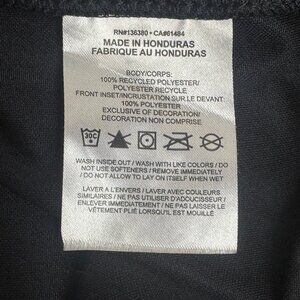 RN#136380 • CA#61484
MADE IN HONDURAS
FABRIQUE AU HONDURAS
BODY/CORPS:
100% RECYCLED POLYESTER/
POLYESTER RECYCLE
FRONT INSET/INCRUSTATION SUR LE DEVANT:
100% POLYESTER
EXCLUSIVE OF DECORATION/
DECORATION NON COMPRISE
30C
WASH INSIDE OUT / WASH WITH LIKE COLORS / DO
NOT USE SOFTENERS / REMOVE IMMEDIATELY
/ DO NOT ALLOW TO LAY ON ITSELF WHEN WET
LAVER A L'ENVERS / LAVER AVEC COULEURS
SIMILAIRES / NE PAS UTILISER D'ADOUCISSEUR /
ENLEVER IMMEDIATEMENT / NE PAS LAISSER LE
VÊTEMENT PLIÉ LORSQU'IL EST MOUILLÉ